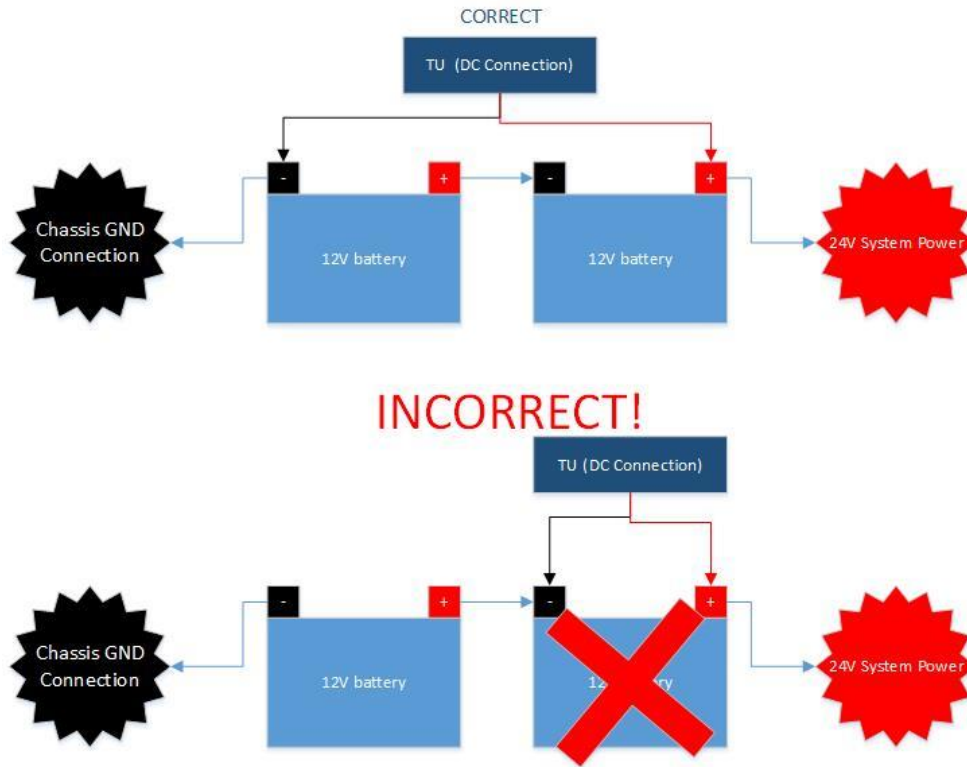 CORRECT
TU (DC Connection)
- + - +
Chassis GND
Connection
12V battery
12V battery
24V System Power
INCORRECT!
TU (DC Connection)
- + - +
Chassis GND
Connection
12V battery
24V System Power